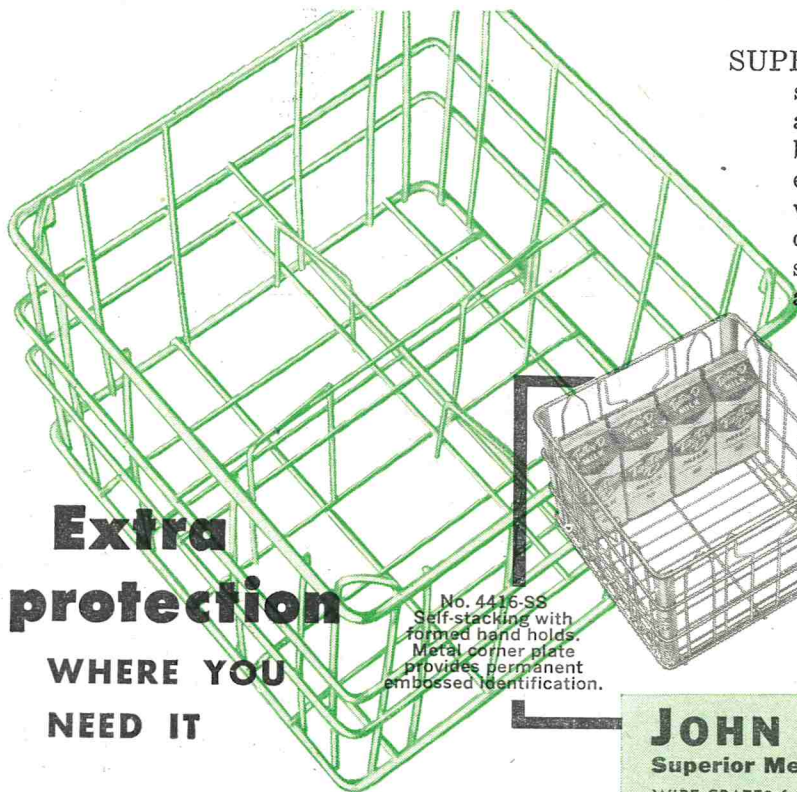 SUPE
Extra
protection
WHERE YOU
NEED IT
No. 4416-SS
Self-stacking with
formed hand holds.
Metal corner plate
provides permanent
embossed identification.
JOHN
Superior Me